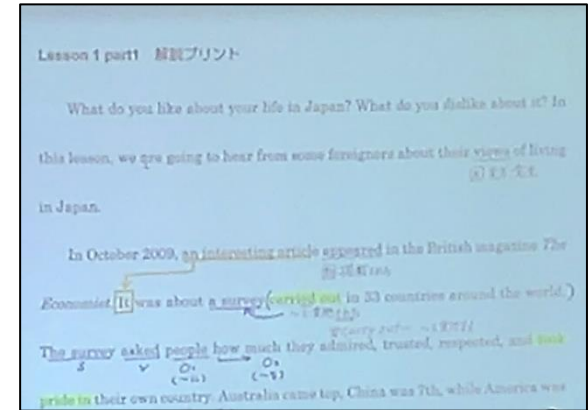 Lesson 1 part1 解説プリント
What do you like about your life in Japan? What do you dislike about it? In
this lesson, we are going to hear from some foreigners about their views of living
in Japan.
In October 2009, an interesting article appeared in the British magazine The
Economist. It was about a survey (carried out in 33 countries around the world.)
The survey asked people how much they admired, trusted, respected, and took
S V O₁ O₂
(〜に) (〜を)
pride in their own country. Australia came top, China was 7th, while America was